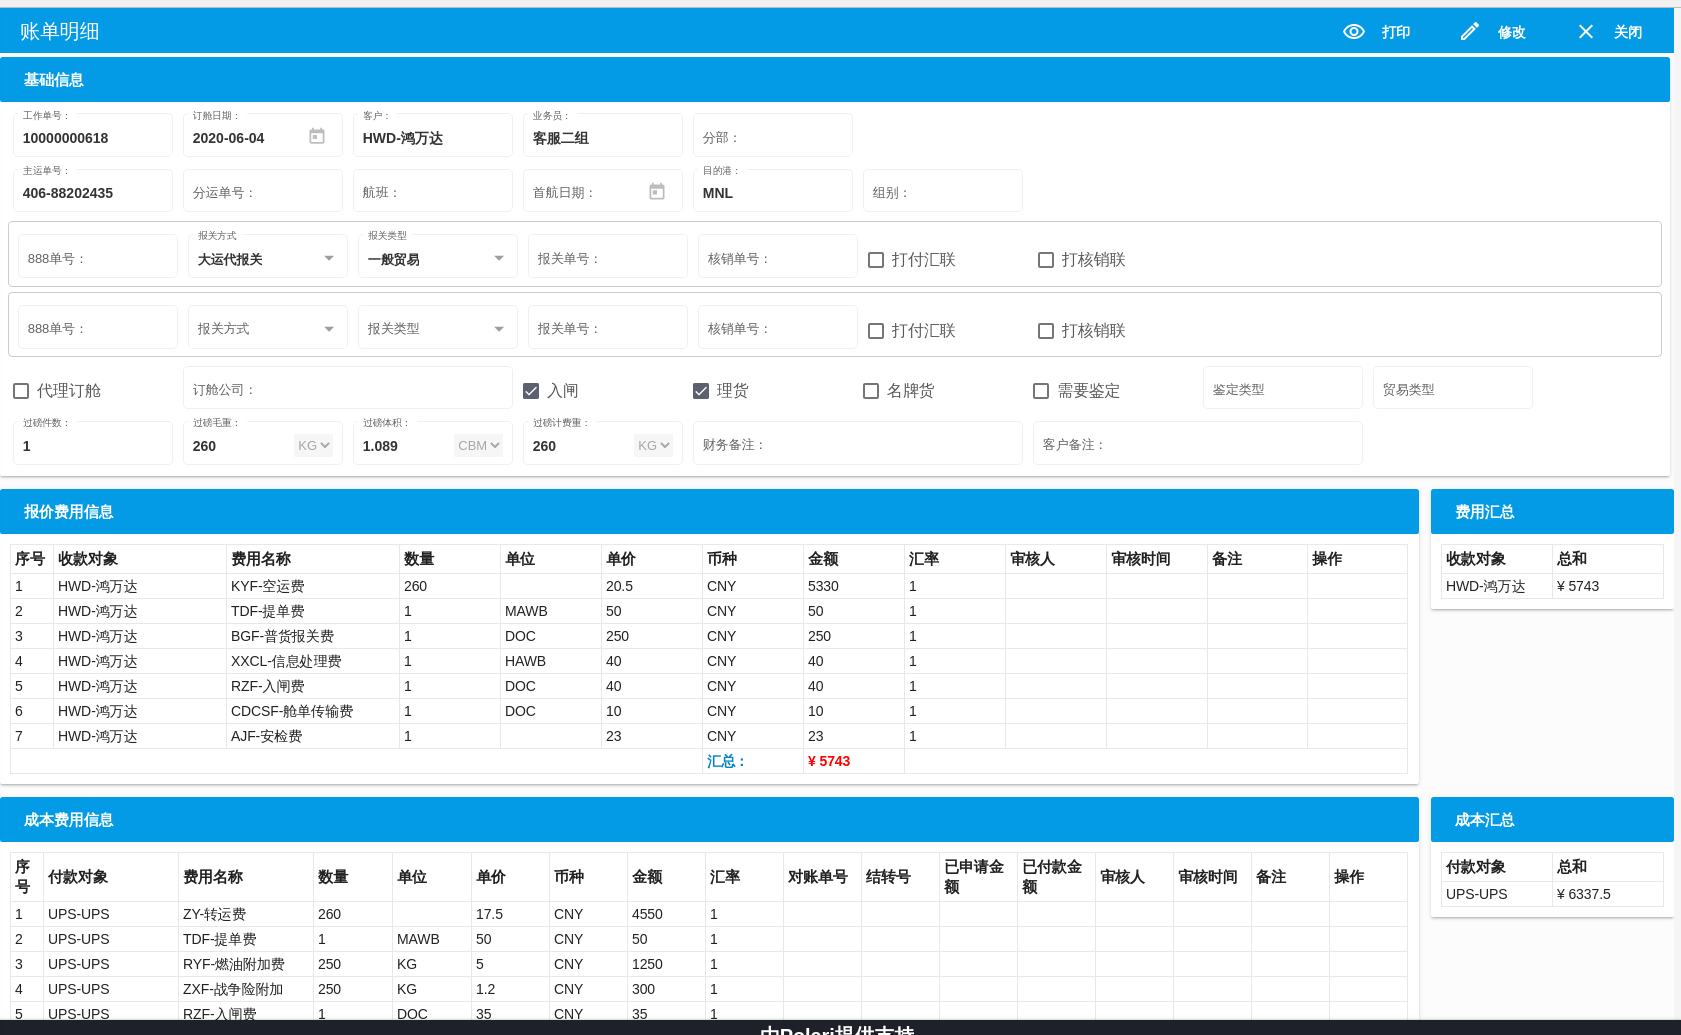 账单明细 打印 修改 关闭
基础信息
工作单号： 订舱日期： 客户： 业务员：
10000000618 2020-06-04 HWD-鸿万达 客服二组 分部：
主运单号： 目的港：
406-88202435 分运单号： 航班： 首航日期： MNL 组别：
报关方式 报关类型
888单号： 大运代报关 一般贸易 报关单号： 核销单号： 打付汇联 打核销联
888单号： 报关方式 报关类型 报关单号： 核销单号： 打付汇联 打核销联
代理订舱 订舱公司： 入闸 理货 名牌货 需要鉴定 鉴定类型 贸易类型
过磅件数： 过磅毛重： 过磅体积： 过磅计费重：
1 260 KG 1.089 CBM 260 KG 财务备注： 客户备注：
报价费用信息 费用汇总
序号 收款对象 费用名称 数量 单位 单价 币种 金额 汇率 审核人 审核时间 备注 操作 收款对象 总和
1 HWD-鸿万达 KYF-空运费 260 20.5 CNY 5330 1 HWD-鸿万达 ¥ 5743
2 HWD-鸿万达 TDF-提单费 1 MAWB 50 CNY 50 1
3 HWD-鸿万达 BGF-普货报关费 1 DOC 250 CNY 250 1
4 HWD-鸿万达 XXCL-信息处理费 1 HAWB 40 CNY 40 1
5 HWD-鸿万达 RZF-入闸费 1 DOC 40 CNY 40 1
6 HWD-鸿万达 CDCSF-舱单传输费 1 DOC 10 CNY 10 1
7 HWD-鸿万达 AJF-安检费 1 23 CNY 23 1
汇总： ¥ 5743
成本费用信息 成本汇总
序号 付款对象 费用名称 数量 单位 单价 币种 金额 汇率 对账单号 结转号 已申请金额 已付款金额 审核人 审核时间 备注 操作 付款对象 总和
1 UPS-UPS ZY-转运费 260 17.5 CNY 4550 1 UPS-UPS ¥ 6337.5
2 UPS-UPS TDF-提单费 1 MAWB 50 CNY 50 1
3 UPS-UPS RYF-燃油附加费 250 KG 5 CNY 1250 1
4 UPS-UPS ZXF-战争险附加 250 KG 1.2 CNY 300 1
5 UPS-UPS RZF-入闸费 1 DOC 35 CNY 35 1
由Polari提供支持